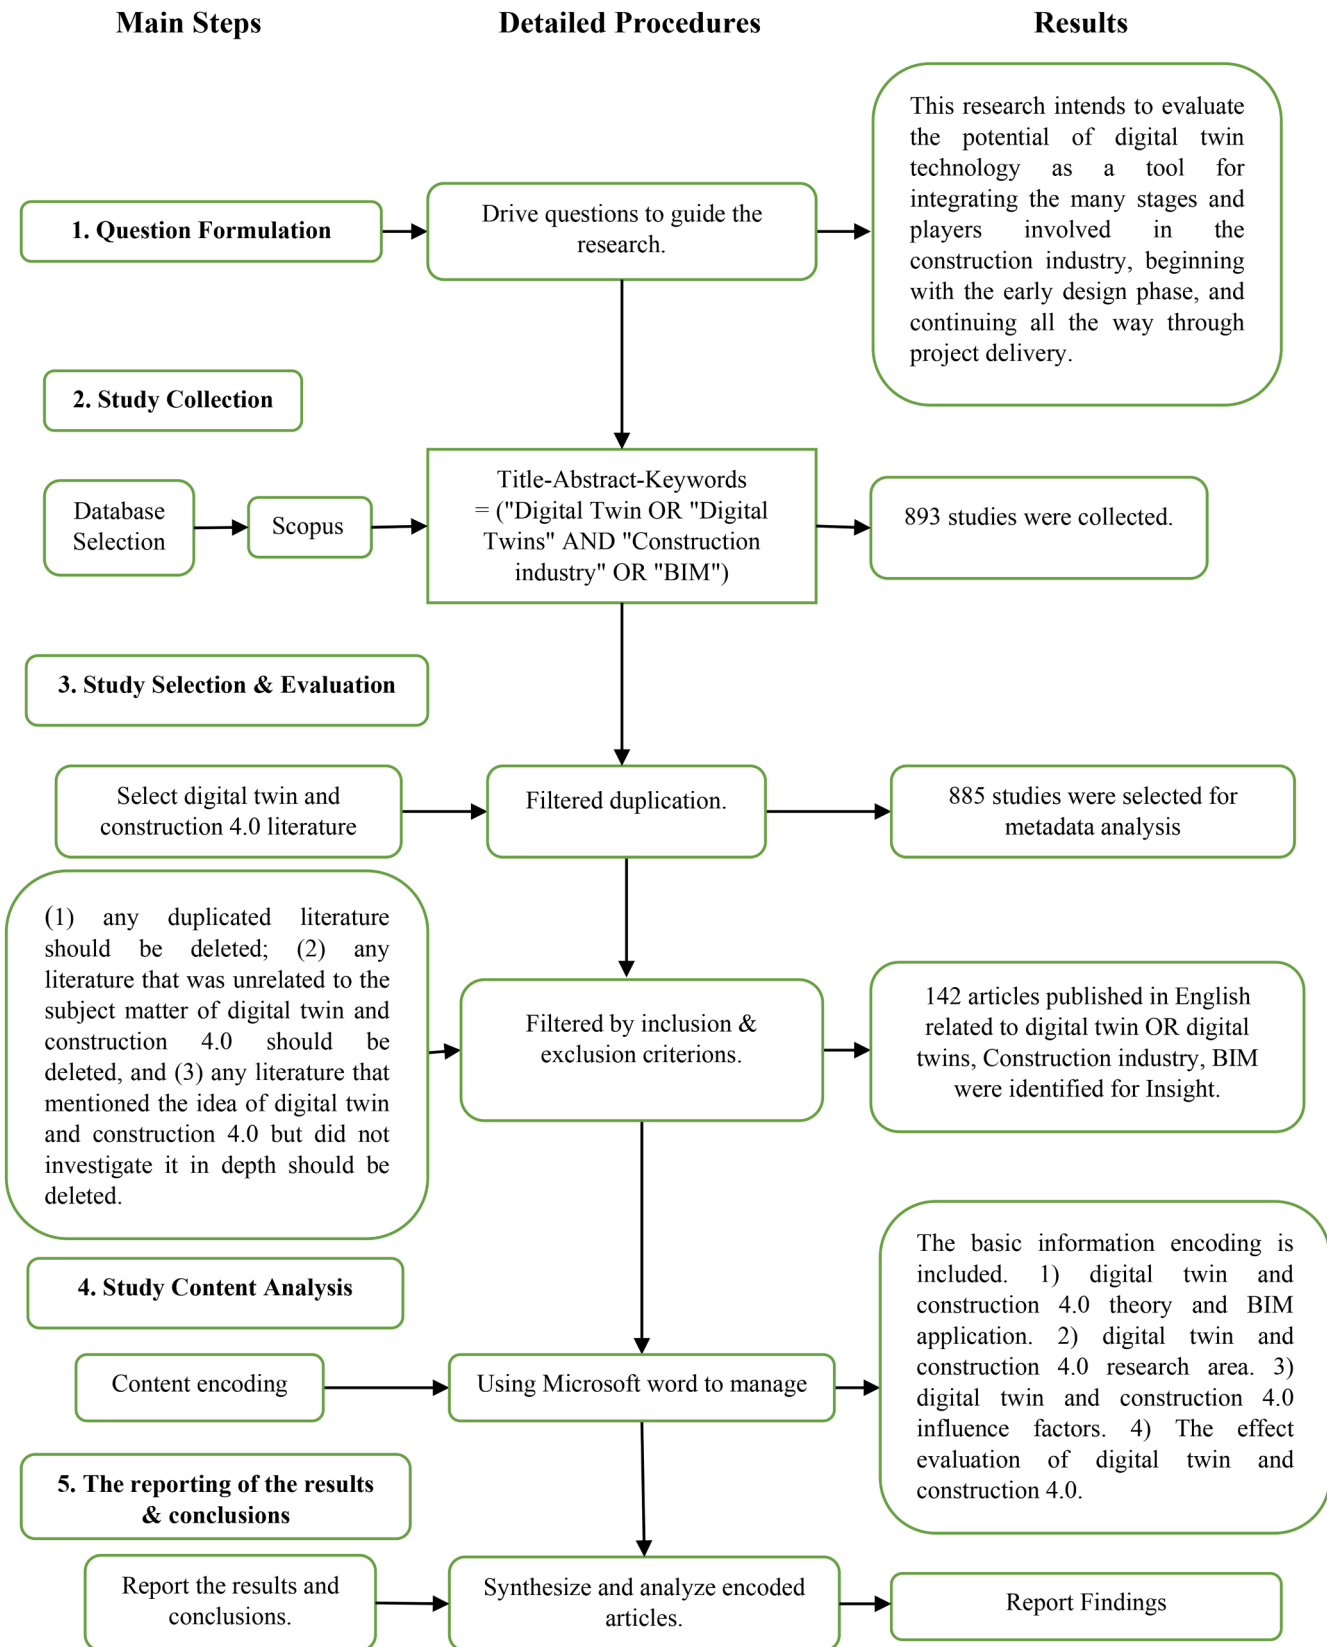 Main Steps
Detailed Procedures
Results
1. Question Formulation
Drive questions to guide the
research.
This research intends to evaluate
the potential of digital twin
technology as a tool for
integrating the many stages and
players involved in the
construction industry, beginning
with the early design phase, and
continuing all the way through
project delivery.
2. Study Collection
Database
Selection
Scopus
Title-Abstract-Keywords
= ("Digital Twin OR "Digital
Twins" AND "Construction
industry" OR "BIM")
893 studies were collected.
3. Study Selection & Evaluation
Select digital twin and
construction 4.0 literature
Filtered duplication.
885 studies were selected for
metadata analysis
(1) any duplicated literature
should be deleted; (2) any
literature that was unrelated to the
subject matter of digital twin and
construction 4.0 should be
deleted, and (3) any literature that
mentioned the idea of digital twin
and construction 4.0 but did not
investigate it in depth should be
deleted.
Filtered by inclusion &
exclusion criterions.
142 articles published in English
related to digital twin OR digital
twins, Construction industry, BIM
were identified for Insight.
4. Study Content Analysis
Content encoding
Using Microsoft word to manage
The basic information encoding is
included. 1) digital twin and
construction 4.0 theory and BIM
application. 2) digital twin and
construction 4.0 research area. 3)
digital twin and construction 4.0
influence factors. 4) The effect
evaluation of digital twin and
construction 4.0.
5. The reporting of the results
& conclusions
Report the results and
conclusions.
Synthesize and analyze encoded
articles.
Report Findings